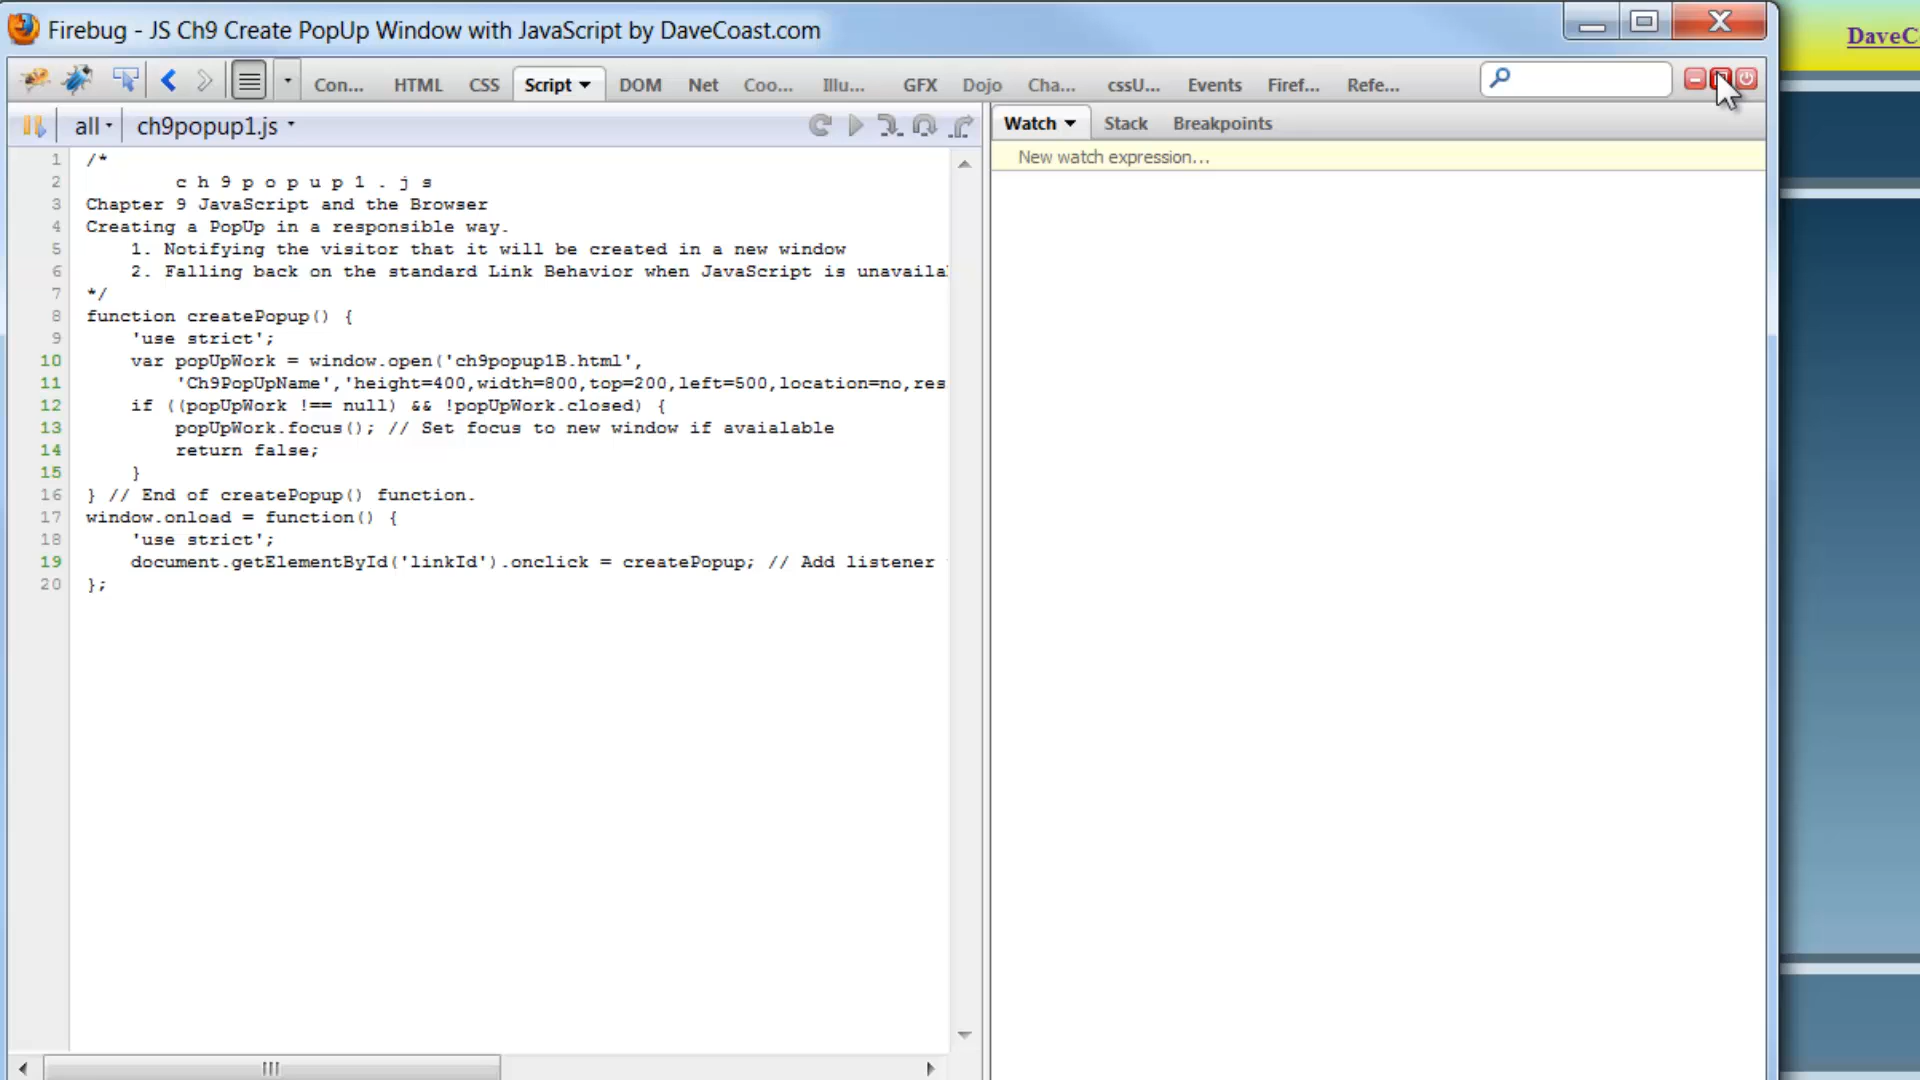 Firebug - JS Ch9 Create PopUp Window with JavaScript by DaveCoast.com
DaveC
Con... HTML CSS Script DOM Net Coo... Illu... GFX Dojo Cha... cssU... Events Firef... Refe...
all ch9popup1.js
Watch Stack Breakpoints
New watch expression...
1 /*
2 c h 9 p o p u p 1 . j s
3 Chapter 9 JavaScript and the Browser
4 Creating a PopUp in a responsible way.
5 1. Notifying the visitor that it will be created in a new window
6 2. Falling back on the standard Link Behavior when JavaScript is unavaila
7 */
8 function createPopup() {
9 'use strict';
10 var popUpWork = window.open('ch9popup1B.html',
11 'Ch9PopUpName','height=400,width=800,top=200,left=500,location=no,res
12 if ((popUpWork !== null) && !popUpWork.closed) {
13 popUpWork.focus(); // Set focus to new window if avaialable
14 return false;
15 }
16 } // End of createPopup() function.
17 window.onload = function() {
18 'use strict';
19 document.getElementById('linkId').onclick = createPopup; // Add listener
20 };